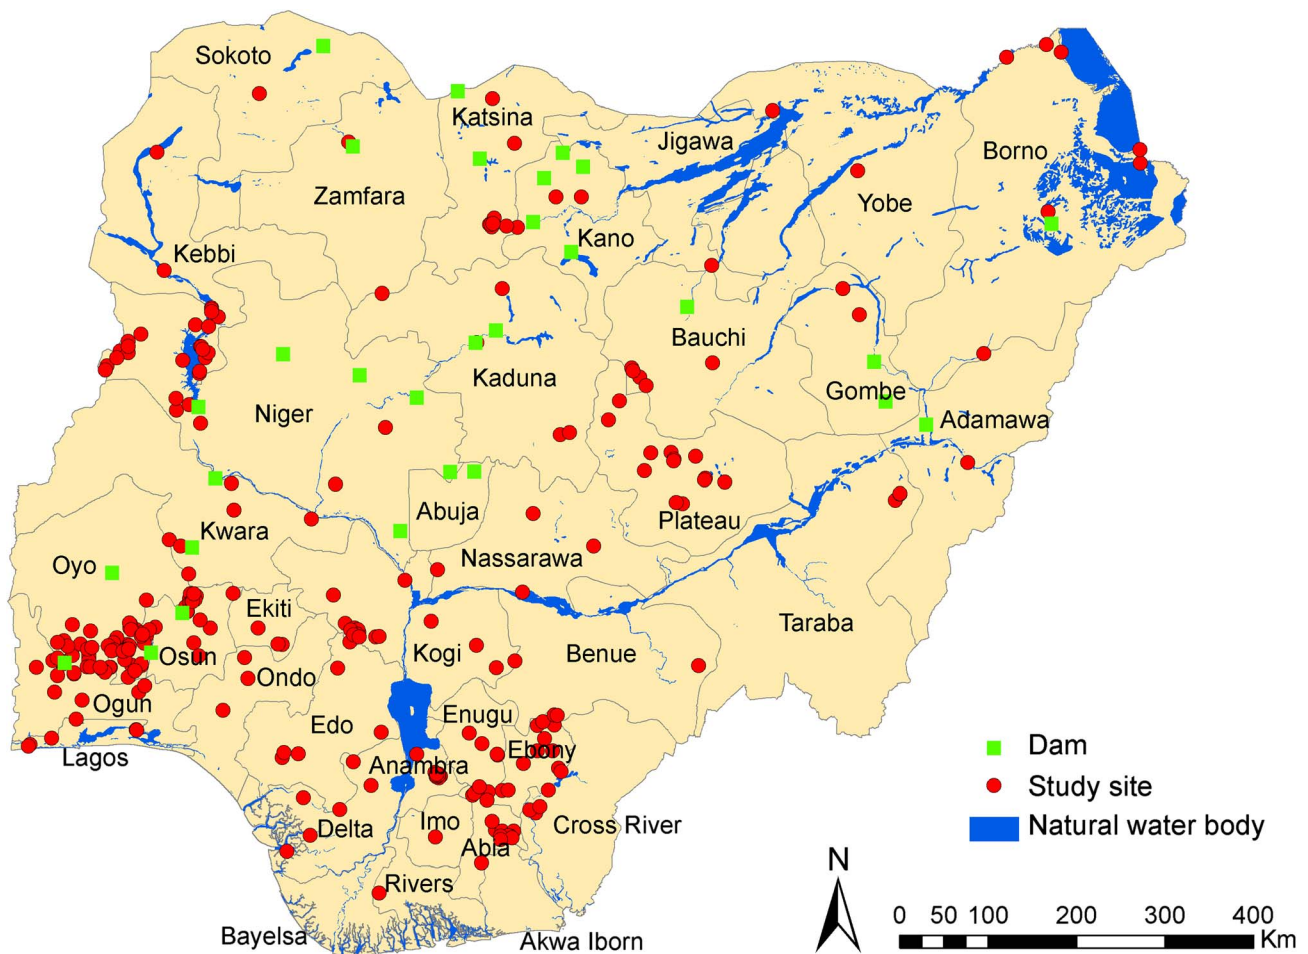 Sokoto
Katsina
Jigawa
Borno
Zamfara
Yobe
Kano
Kebbi
Bauchi
Kaduna
Gombe
Niger
Adamawa
Abuja
Plateau
Kwara
Nassarawa
Oyo
Ekiti
Taraba
Kogi
Benue
Osun
Ondo
Ogun
Edo
Enugu
Ebony
Lagos
Anambra
Delta
Imo
Cross River
Abia
Rivers
Bayelsa
Akwa Iborn
Dam
Study site
Natural water body
N
0 50 100 200 300 400
Km